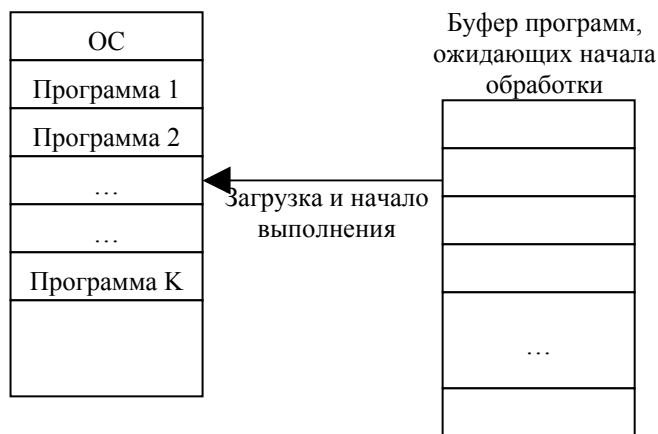 ОС
Программа 1
Программа 2
…
…
Программа K
Загрузка и начало
выполнения
Буфер программ,
ожидающих начала
обработки
…